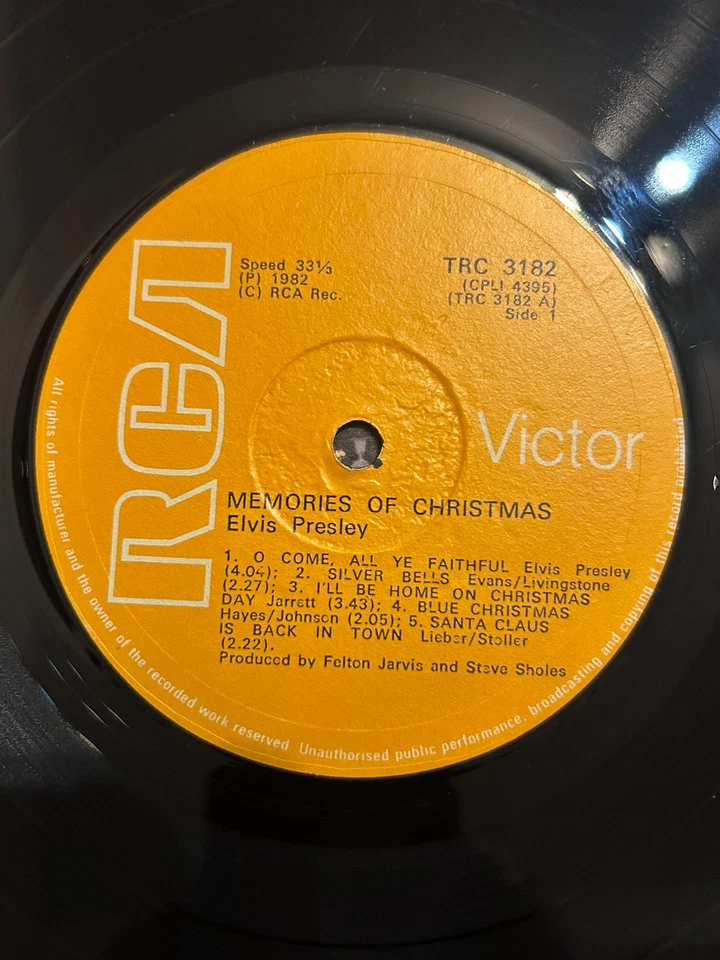 RCA
Speed 33⅓
(P) 1982
(C) RCA Rec.
TRC 3182
(CPLI 4395)
(TRC 3182 A)
Side 1
Victor
MEMORIES OF CHRISTMAS
Elvis Presley
1. O COME, ALL YE FAITHFUL Elvis Presley
(4.04); 2. SILVER BELLS Evans/Livingstone
(2.27); 3. I'LL BE HOME ON CHRISTMAS
DAY Jarrett (3.43); 4. BLUE CHRISTMAS
Hayes/Johnson (2.05); 5. SANTA CLAUS
IS BACK IN TOWN Lieber/Stoller
(2.22).
Produced by Felton Jarvis and Steve Sholes
All rights of manufacturer and the owner of the recorded work reserved. Unauthorised public performance, broadcasting and copying of this record prohibited